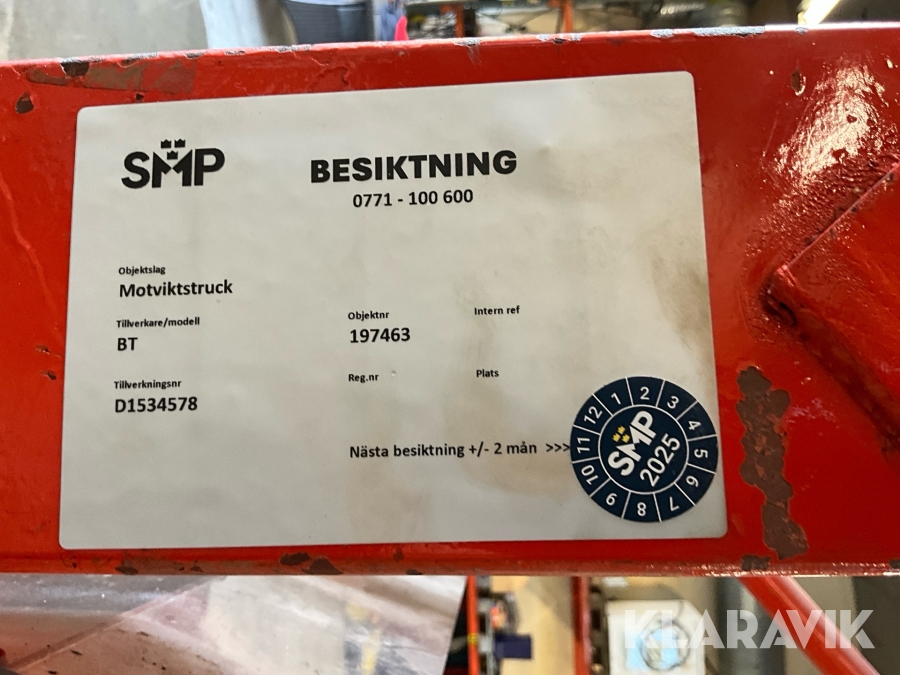 SMP
BESIKTNING
0771 - 100 600
Objektslag
Motviktstruck
Tillverkare/modell
BT
Objektnr
197463
Intern ref
Tillverkningsnr
D1534578
Reg.nr
Plats
Nästa besiktning +/- 2 mån >>>
1 2 3 4 5 6 7 8 9 10 11 12
SMP
2025
KLARAVIK